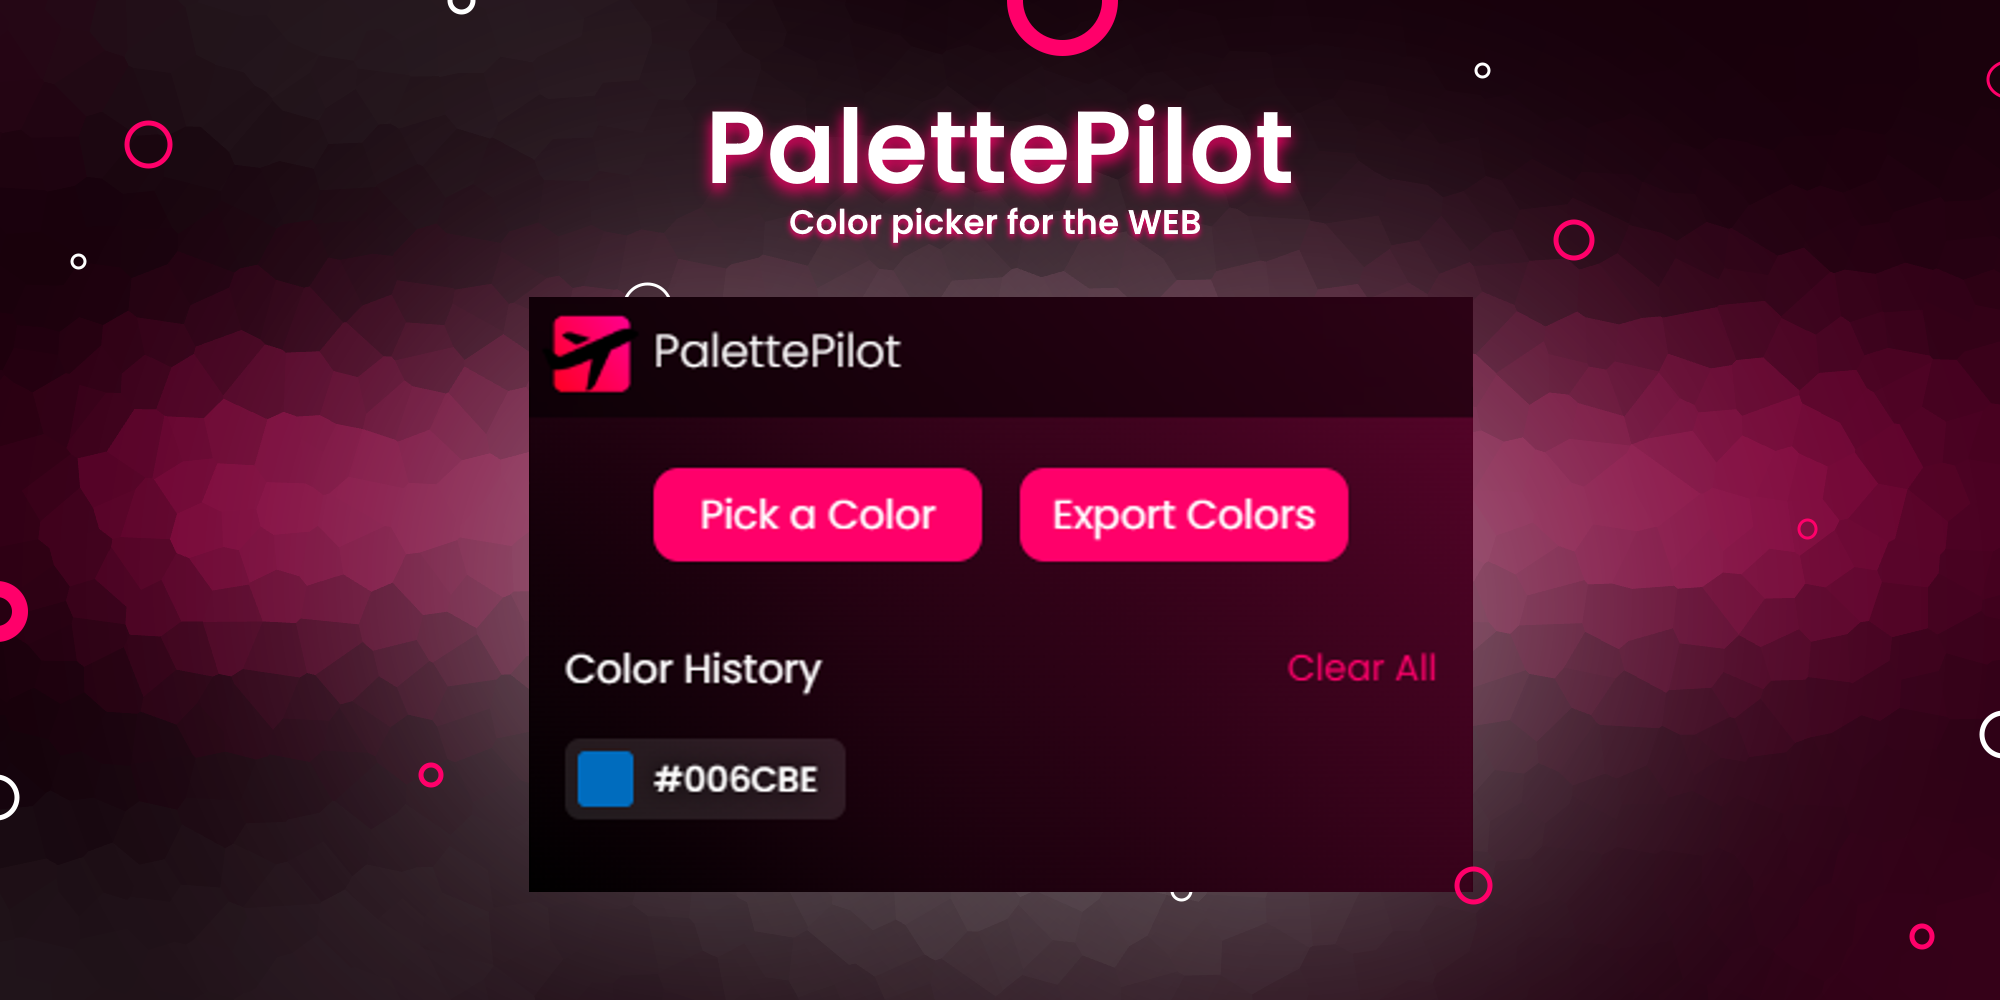 PalettePilot
Color picker for the WEB
PalettePilot
Pick a Color
Export Colors
Color History
Clear All
#006CBE